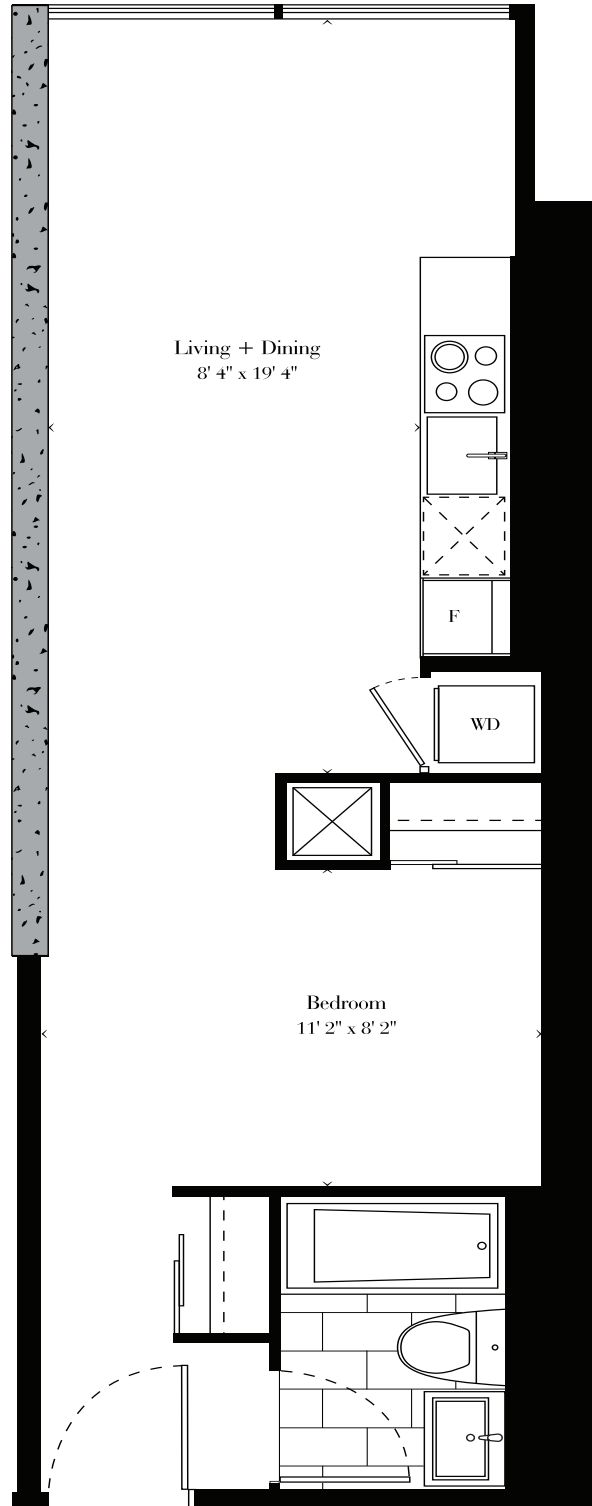 Living + Dining
8' 4" x 19' 4"
F
WD
Bedroom
11' 2" x 8' 2"